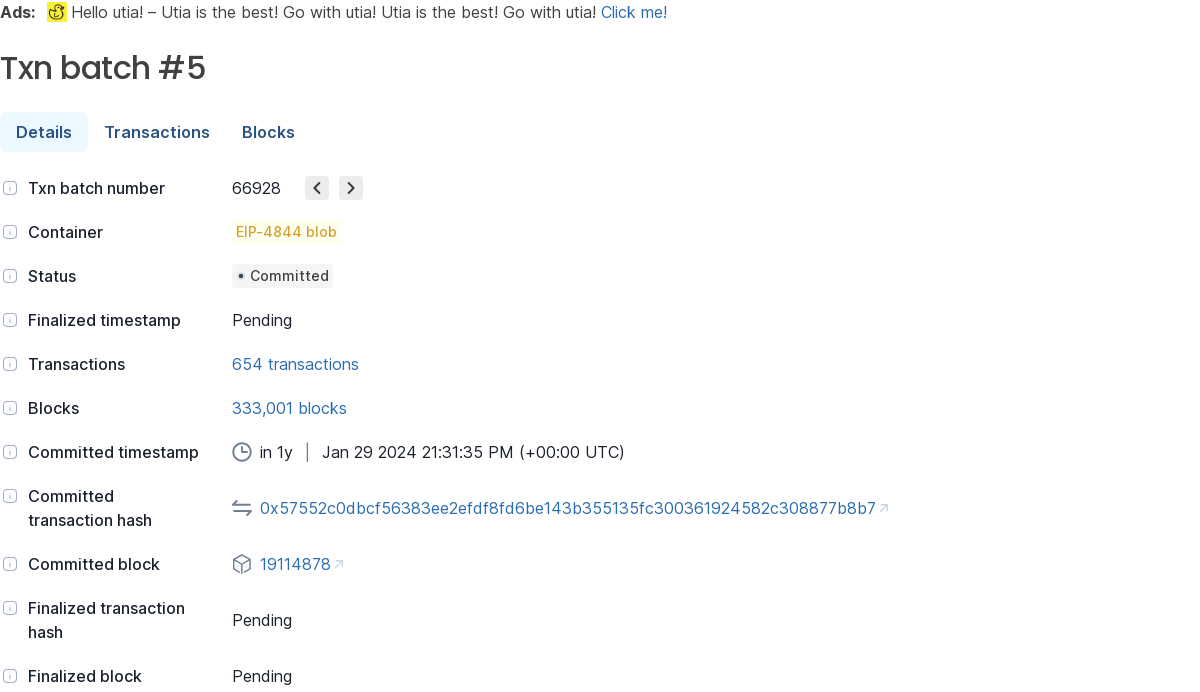 Ads: Hello utia! – Utia is the best! Go with utia! Utia is the best! Go with utia! Click me!
Txn batch #5
Details Transactions Blocks
Txn batch number 66928
Container EIP-4844 blob
Status Committed
Finalized timestamp Pending
Transactions 654 transactions
Blocks 333,001 blocks
Committed timestamp in 1y | Jan 29 2024 21:31:35 PM (+00:00 UTC)
Committed
transaction hash 0x57552c0dbcf56383ee2efdf8fd6be143b355135fc300361924582c308877b8b7
Committed block 19114878
Finalized transaction
hash Pending
Finalized block Pending